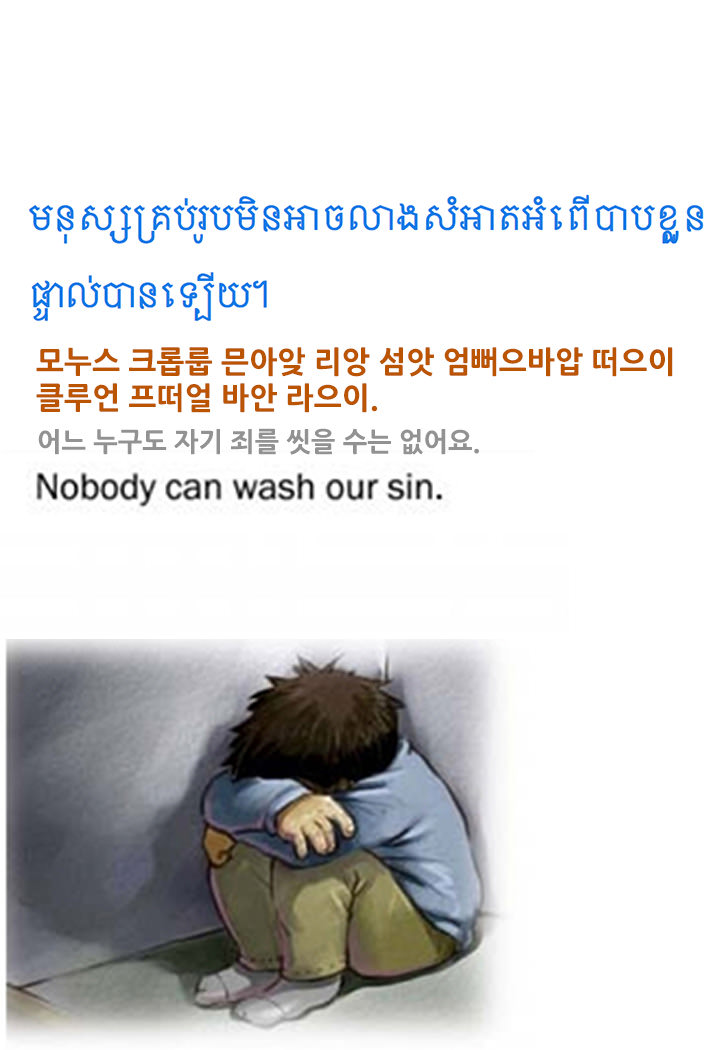 មនុស្សគ្រប់រូបមិនអាចលាងសំអាតអំពើបាបខ្លួន
ផ្ទាល់បានឡើយ។
모누스 크롭룹 믄아앚 리앙 섬앗 엄뻐으바압 떠으이
클루언 프떠얼 바안 라으이.
어느 누구도 자기 죄를 씻을 수는 없어요.
Nobody can wash our sin.